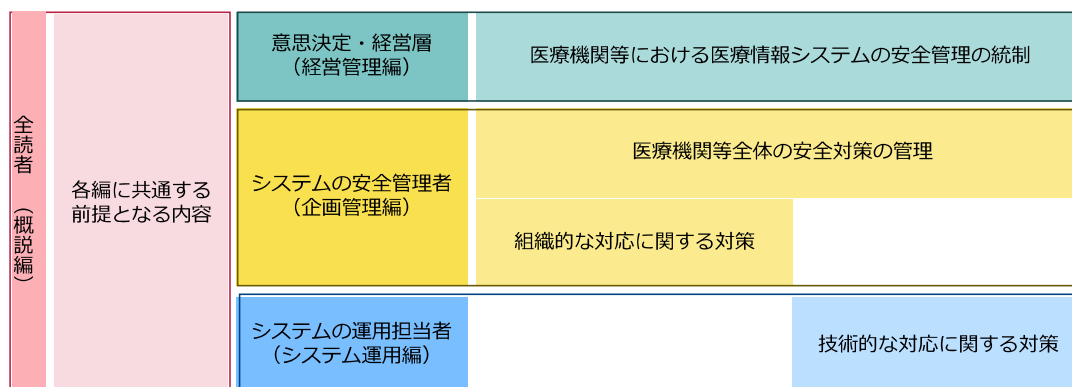 全読者　（概説編）
各編に共通する
前提となる内容
意思決定・経営層
（経営管理編）
医療機関等における医療情報システムの安全管理の統制
システムの安全管理者
（企画管理編）
医療機関等全体の安全対策の管理
組織的な対応に関する対策
システムの運用担当者
（システム運用編）
技術的な対応に関する対策